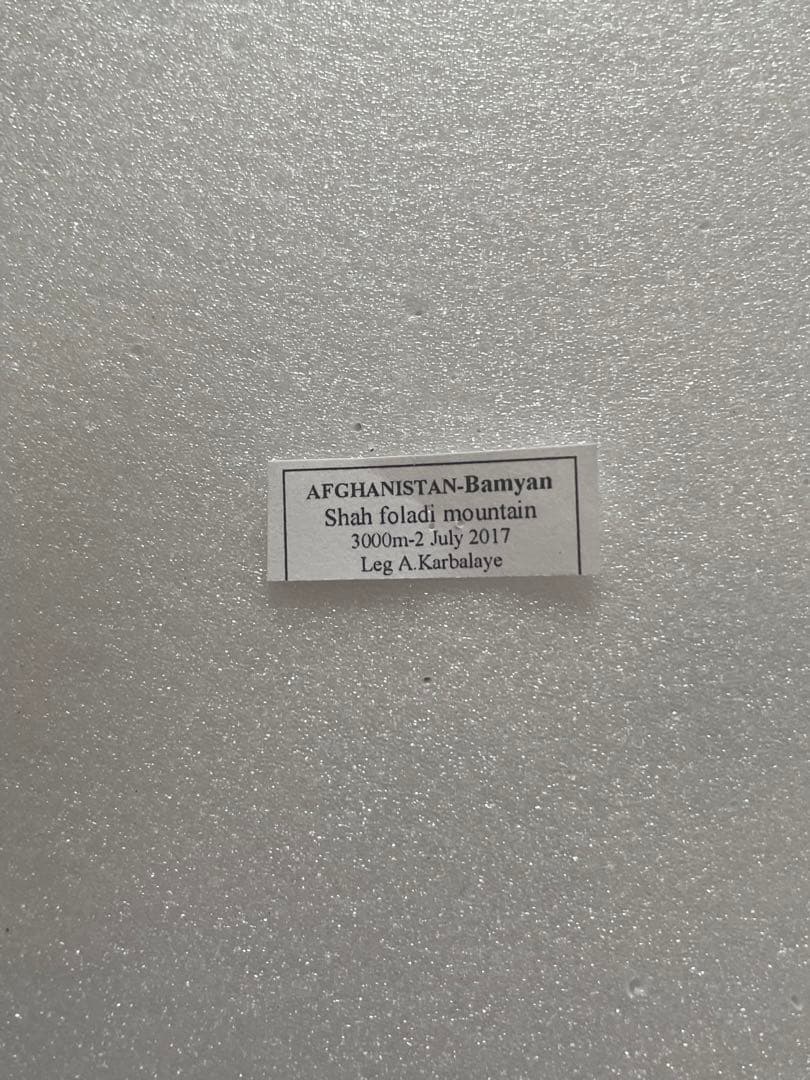 AFGHANISTAN-Bamyan
Shah foladi mountain
3000m-2 July 2017
Leg A.Karbalaye